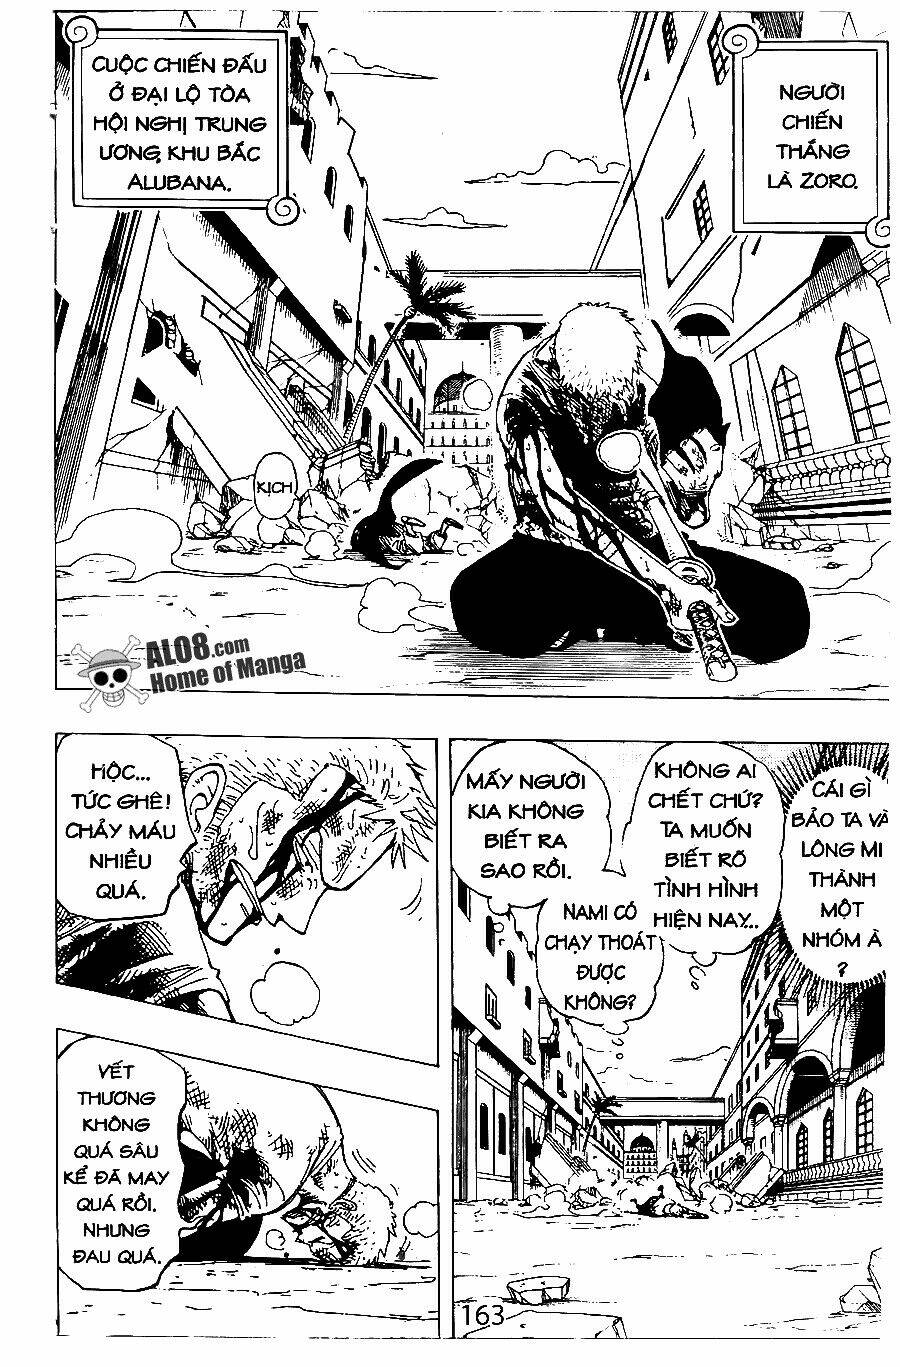 NGƯỜI
CHIẾN
THẮNG
LÀ ZORO.
CUỘC CHIẾN ĐẤU
Ở ĐẠI LỘ TÒA
HỘI NGHỊ TRUNG
ƯƠNG, KHU BẮC
ALUBANA.
KỊCH
AL08.com
Home of Manga
CÁI GÌ
BẢO TA VÀ
LÔNG MI
THÀNH
MỘT
NHÓM À
?
KHÔNG AI
CHẾT CHỨ?
TA MUỐN
BIẾT RÕ
TÌNH HÌNH
HIỆN NAY...
MẤY NGƯỜI
KIA KHÔNG
BIẾT RA
SAO RỒI.
NAMI CÓ
CHẠY THOÁT
ĐƯỢC
KHÔNG?
HỘC...
TỨC GHÊ!
CHẢY MÁU
NHIỀU
QUÁ.
VẾT
THƯƠNG
KHÔNG
QUÁ SÂU
KỂ ĐÃ MAY
QUÁ RỒI.
NHƯNG
ĐAU QUÁ.
163